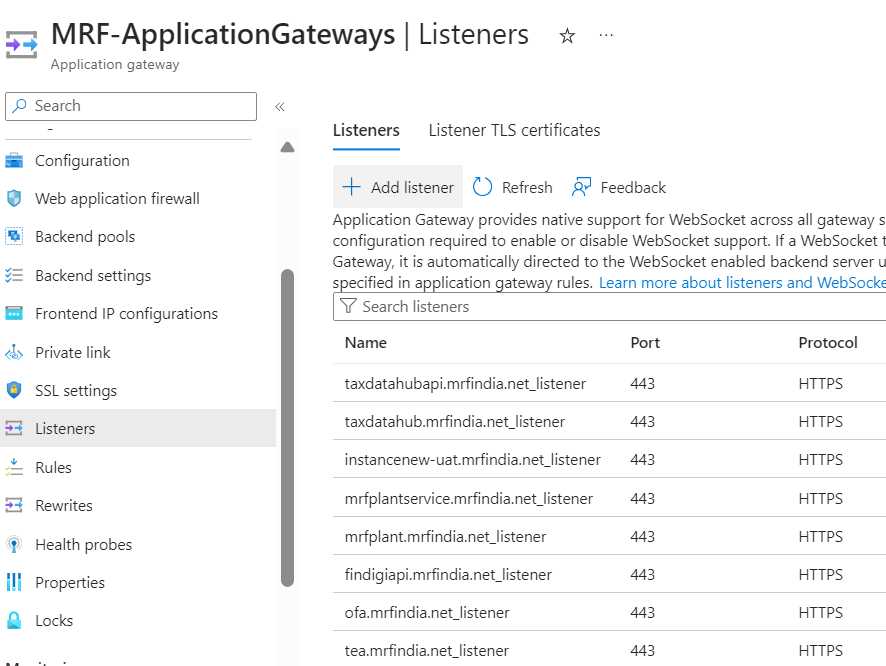 MRF-ApplicationGateways | Listeners
Application gateway
Search
Configuration
Web application firewall
Backend pools
Backend settings
Frontend IP configurations
Private link
SSL settings
Listeners
Rules
Rewrites
Health probes
Properties
Locks
Listeners
Listener TLS certificates
Add listener
Refresh
Feedback
Application Gateway provides native support for WebSocket across all gateway s
configuration required to enable or disable WebSocket support. If a WebSocket t
Gateway, it is automatically directed to the WebSocket enabled backend server u
specified in application gateway rules. Learn more about listeners and WebSocke
Search listeners
Name Port Protocol
taxdatahubapi.mrfindia.net_listener 443 HTTPS
taxdatahub.mrfindia.net_listener 443 HTTPS
instancenew-uat.mrfindia.net_listener 443 HTTPS
mrfplantservice.mrfindia.net_listener 443 HTTPS
mrfplant.mrfindia.net_listener 443 HTTPS
findigiapi.mrfindia.net_listener 443 HTTPS
ofa.mrfindia.net_listener 443 HTTPS
tea.mrfindia.net_listener 443 HTTPS